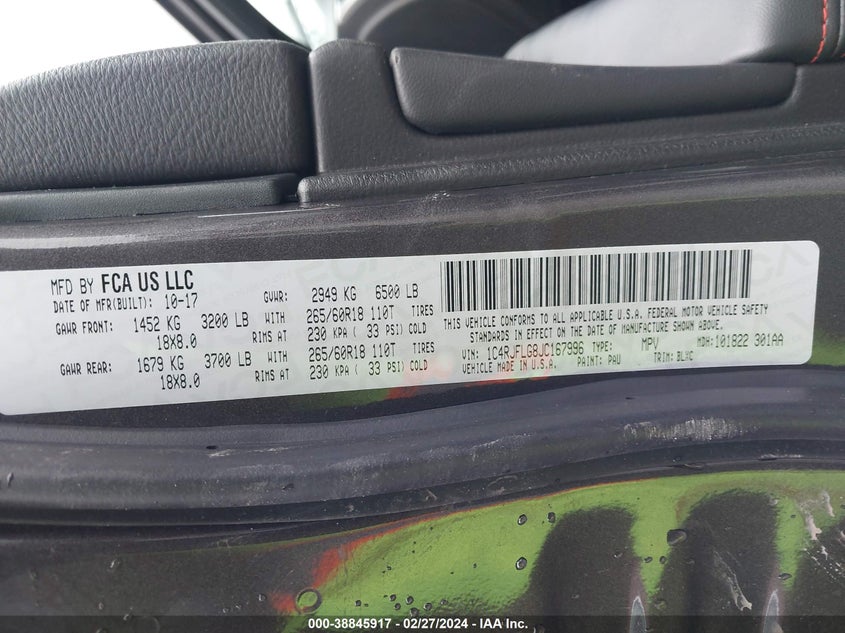 MFD BY FCA US LLC
DATE OF MFR(BUILT): 10-17 GVWR: 2949 KG 6500 LB
GAWR FRONT: 1452 KG 3200 LB WITH 265/60R18 110T TIRES
18X8.0 RIMS AT 230 KPA ( 33 PSI) COLD
GAWR REAR: 1679 KG 3700 LB WITH 265/60R18 110T TIRES
18X8.0 RIMS AT 230 KPA ( 33 PSI) COLD
THIS VEHICLE CONFORMS TO ALL APPLICABLE U.S.A. FEDERAL MOTOR VEHICLE SAFETY
STANDARDS IN EFFECT ON THE DATE OF MANUFACTURE SHOWN ABOVE.
VIN: 1C4RJFLG8JC167996 TYPE: MPV MDH: 101822 301AA
VEHICLE MADE IN U.S.A. PAINT: PAU TRIM: BLXC
000-38845917 - 02/27/2024 - IAA Inc.